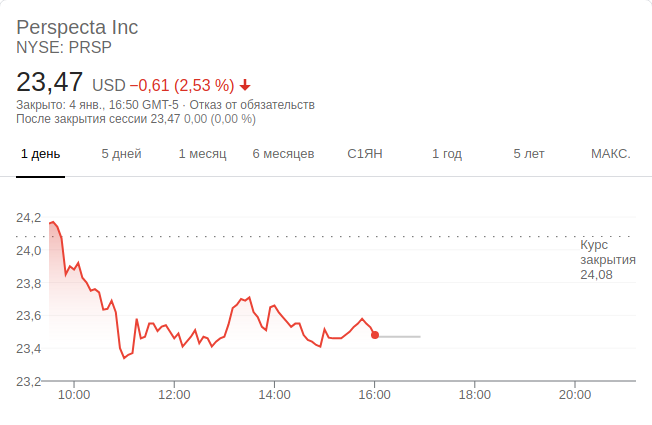 Perspecta Inc
NYSE: PRSP
23,47 USD −0,61 (2,53 %)
Закрыто: 4 янв., 16:50 GMT-5 · Отказ от обязательств
После закрытия сессии 23,47 0,00 (0,00 %)
1 день 5 дней 1 месяц 6 месяцев С1ЯН 1 год 5 лет МАКС.
24,2
24,0
23,8
23,6
23,4
23,2
Курс
закрытия
24,08
10:00 12:00 14:00 16:00 18:00 20:00